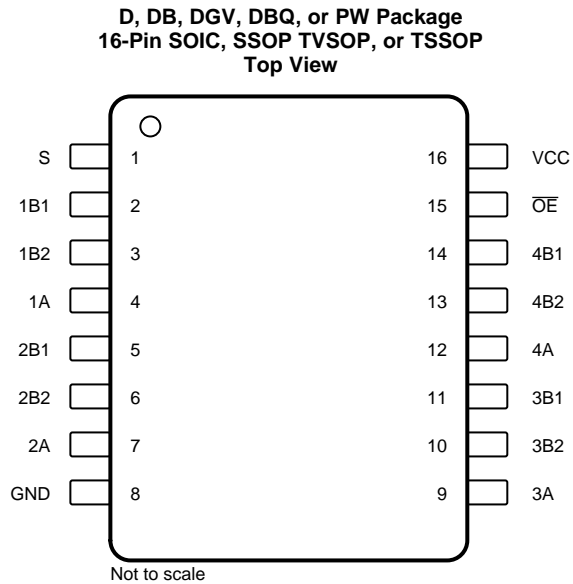 D, DB, DGV, DBQ, or PW Package
16-Pin SOIC, SSOP TVSOP, or TSSOP
Top View
S 1 16 VCC
1B1 2 15 O̅E̅
1B2 3 14 4B1
1A 4 13 4B2
2B1 5 12 4A
2B2 6 11 3B1
2A 7 10 3B2
GND 8 9 3A
Not to scale